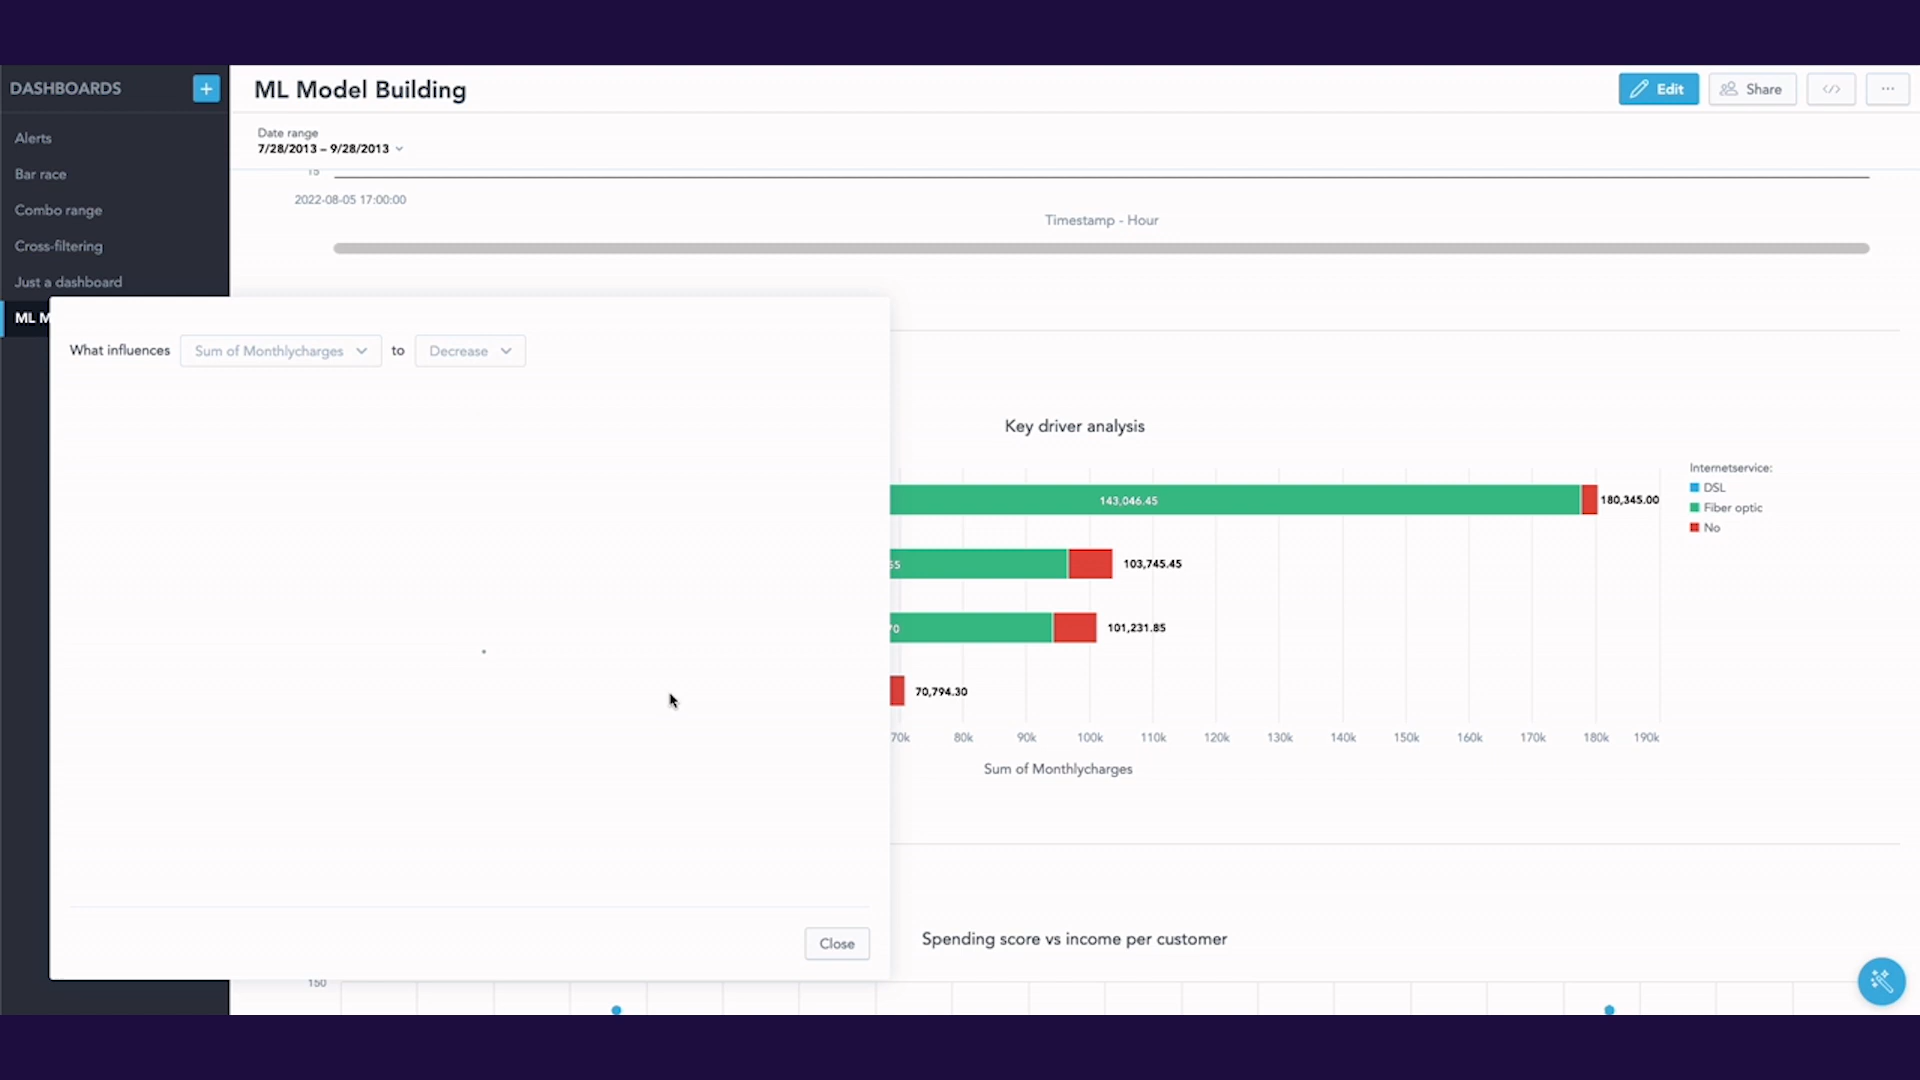 DASHBOARDS
+
Alerts
Bar race
Combo range
Cross-filtering
Just a dashboard
ML M
ML Model Building
Edit
Share
</>
...
Date range
7/28/2013 – 9/28/2013
15
2022-08-05 17:00:00
Timestamp - Hour
What influences Sum of Monthlycharges to Decrease
Close
Key driver analysis
143,046.45
180,345.00
103,745.45
101,231.85
70,794.30
70k 80k 90k 100k 110k 120k 130k 140k 150k 160k 170k 180k 190k
Sum of Monthlycharges
Internetservice:
DSL
Fiber optic
No
Spending score vs income per customer
150